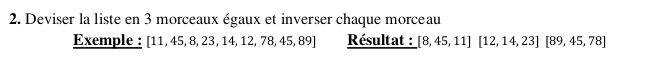 2. Deviser la liste en 3 morceaux égaux et inverser chaque morceau
Exemple : [11, 45, 8, 23, 14, 12, 78, 45, 89] Résultat : [8, 45, 11] [12, 14, 23] [89, 45, 78]